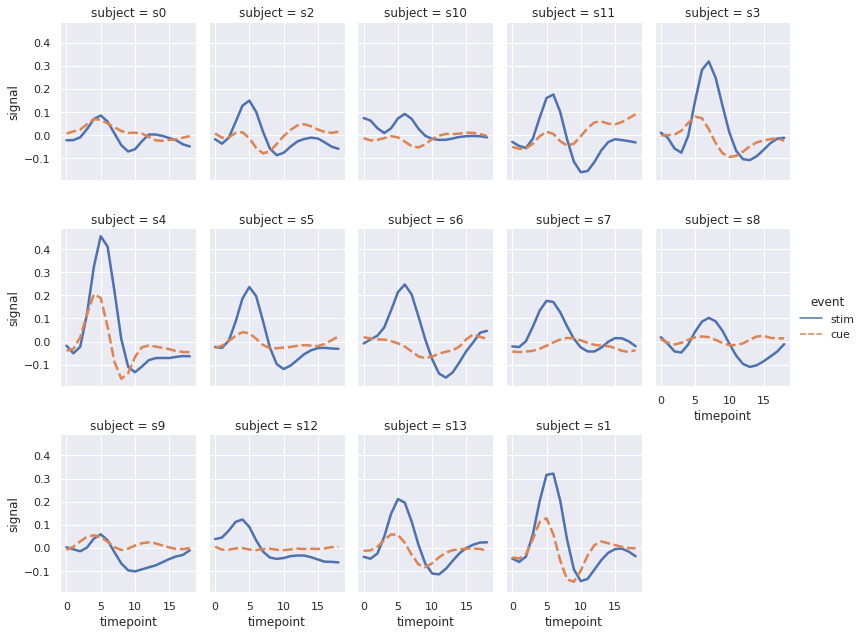 subject = s0
subject = s2
subject = s10
subject = s11
subject = s3
signal
0.4
0.3
0.2
0.1
0.0
−0.1
subject = s4
subject = s5
subject = s6
subject = s7
subject = s8
signal
0.4
0.3
0.2
0.1
0.0
−0.1
0 5 10 15
timepoint
event
stim
cue
subject = s9
subject = s12
subject = s13
subject = s1
signal
0.4
0.3
0.2
0.1
0.0
−0.1
0 5 10 15
timepoint
0 5 10 15
timepoint
0 5 10 15
timepoint
0 5 10 15
timepoint